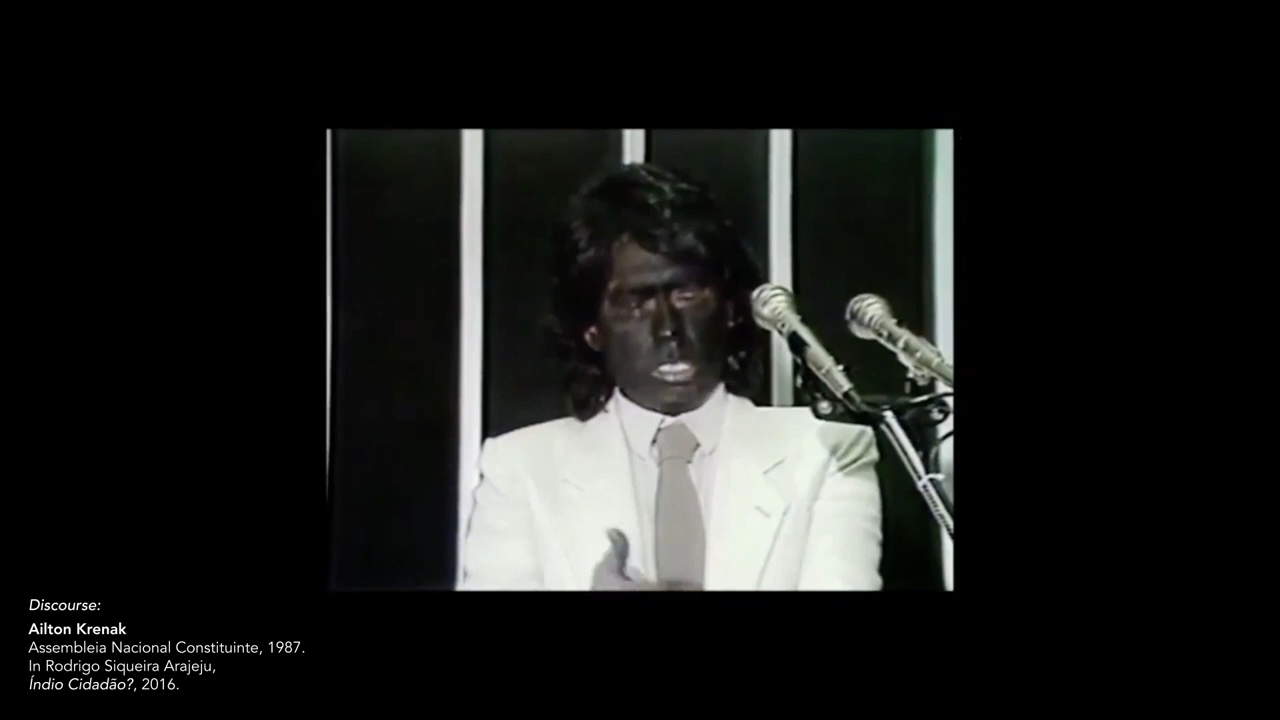 Discourse:
Ailton Krenak
Assembleia Nacional Constituinte, 1987.
In Rodrigo Siqueira Arajeju,
Índio Cidadão?, 2016.